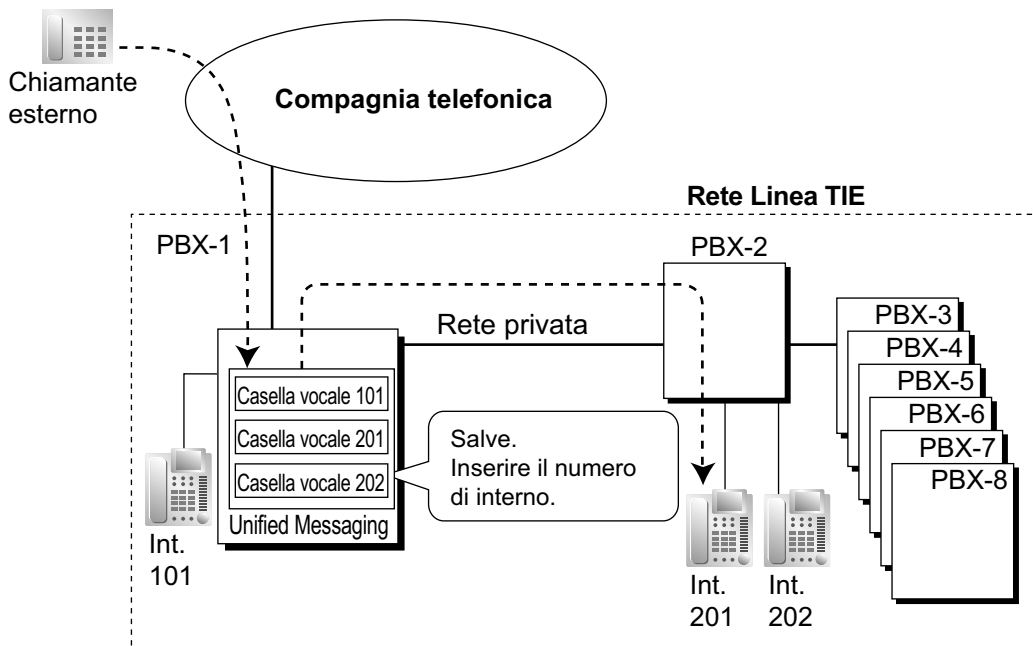 Chiamante
esterno
Compagnia telefonica
Rete Linea TIE
PBX-1
PBX-2
Rete privata
PBX-3
PBX-4
PBX-5
PBX-6
PBX-7
PBX-8
Casella vocale 101
Casella vocale 201
Casella vocale 202
Unified Messaging
Salve.
Inserire il numero
di interno.
Int.
101
Int.
201
Int.
202